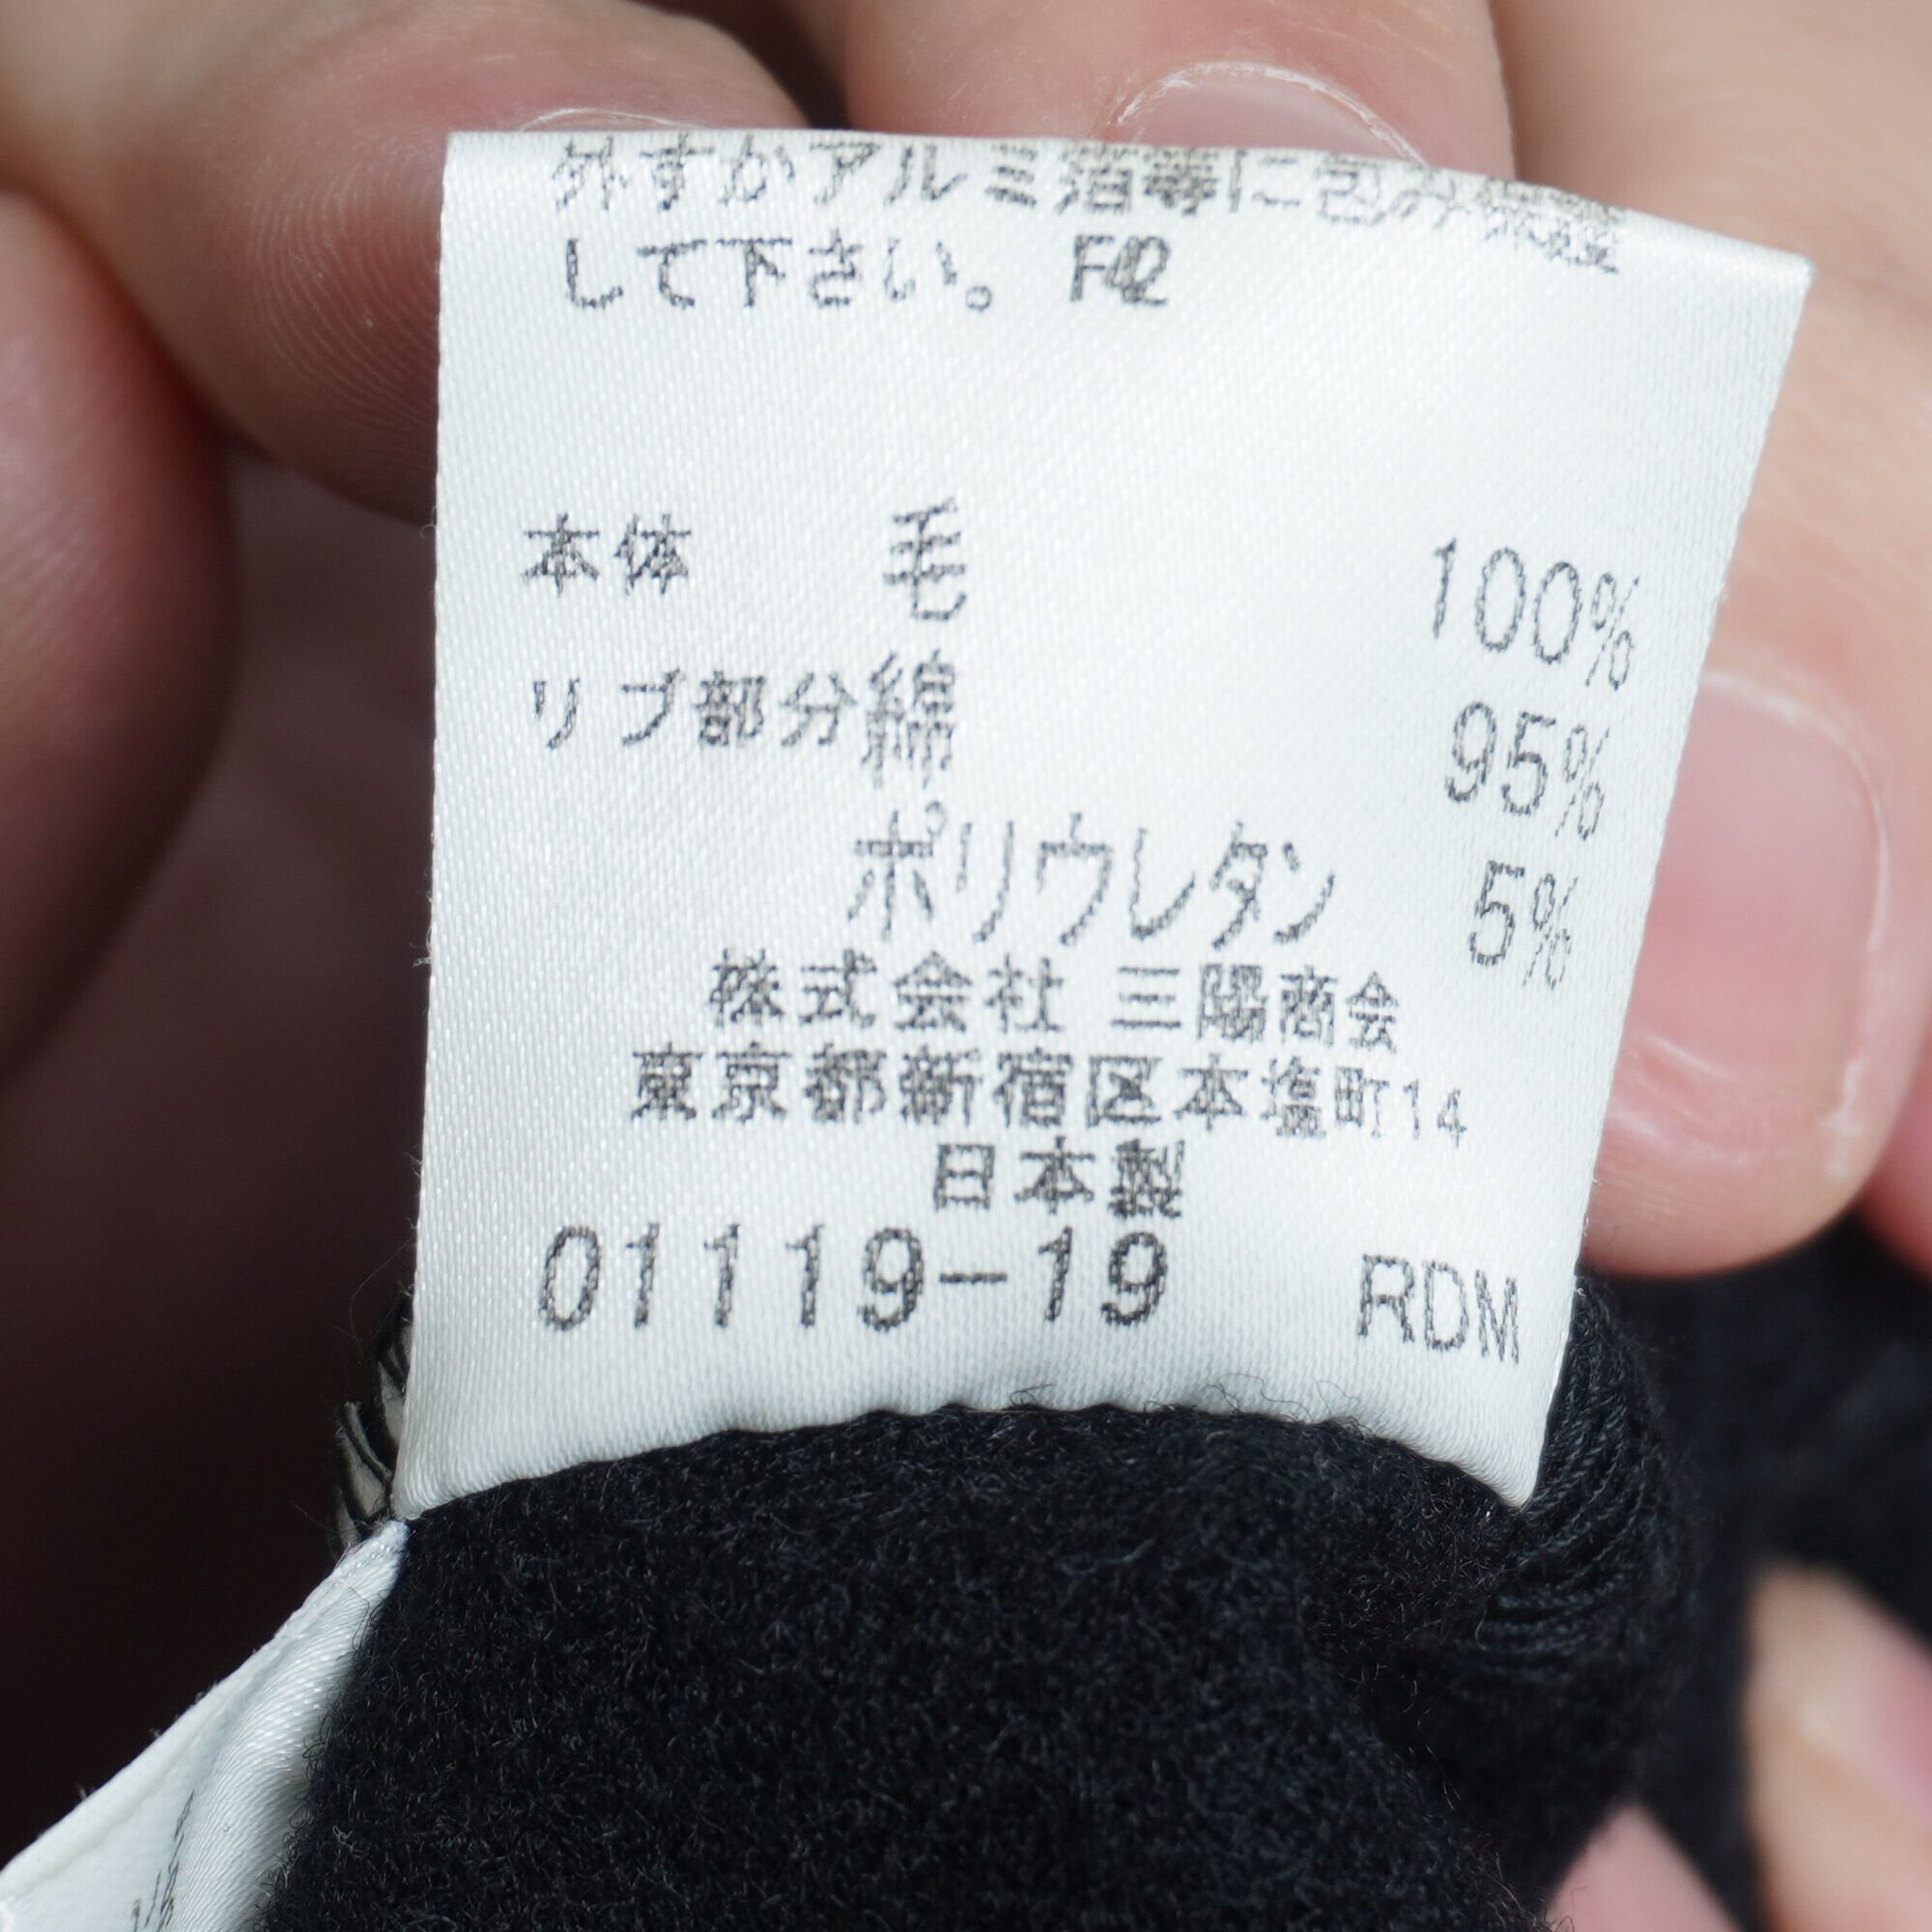 外すかアルミ箔等に包み処理
して下さい。 F42
本体 毛 100%
リブ部分 綿 95%
ポリウレタン 5%
株式会社 三陽商会
東京都新宿区本塩町14
日本製
01119-19 RDM